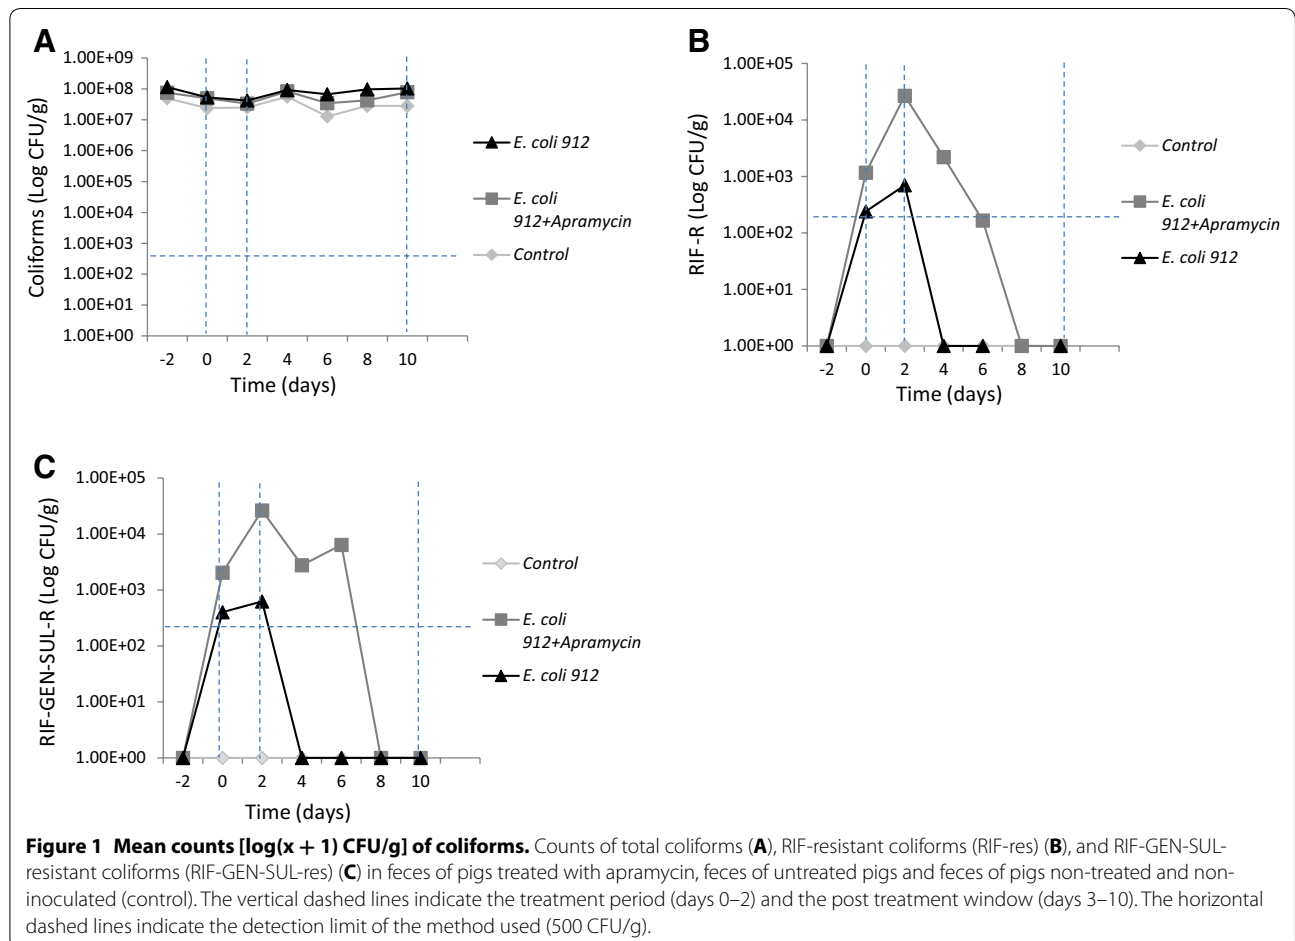 A
1.00E+09
1.00E+08
1.00E+07
1.00E+06
1.00E+05
1.00E+04
1.00E+03
1.00E+02
1.00E+01
1.00E+00
Coliforms (Log CFU/g)
-2 0 2 4 6 8 10
Time (days)
E. coli 912
E. coli
912+Apramycin
Control
B
1.00E+05
1.00E+04
1.00E+03
1.00E+02
1.00E+01
1.00E+00
RIF-R (Log CFU/g)
-2 0 2 4 6 8 10
Time (days)
Control
E. coli
912+Apramycin
E. coli 912
C
1.00E+05
1.00E+04
1.00E+03
1.00E+02
1.00E+01
1.00E+00
RIF-GEN-SUL-R (Log CFU/g)
-2 0 2 4 6 8 10
Time (days)
Control
E. coli
912+Apramycin
E. coli 912
Figure 1 Mean counts [log(x + 1) CFU/g] of coliforms. Counts of total coliforms (A), RIF-resistant coliforms (RIF-res) (B), and RIF-GEN-SUL-
resistant coliforms (RIF-GEN-SUL-res) (C) in feces of pigs treated with apramycin, feces of untreated pigs and feces of pigs non-treated and non-
inoculated (control). The vertical dashed lines indicate the treatment period (days 0–2) and the post treatment window (days 3–10). The horizontal
dashed lines indicate the detection limit of the method used (500 CFU/g).